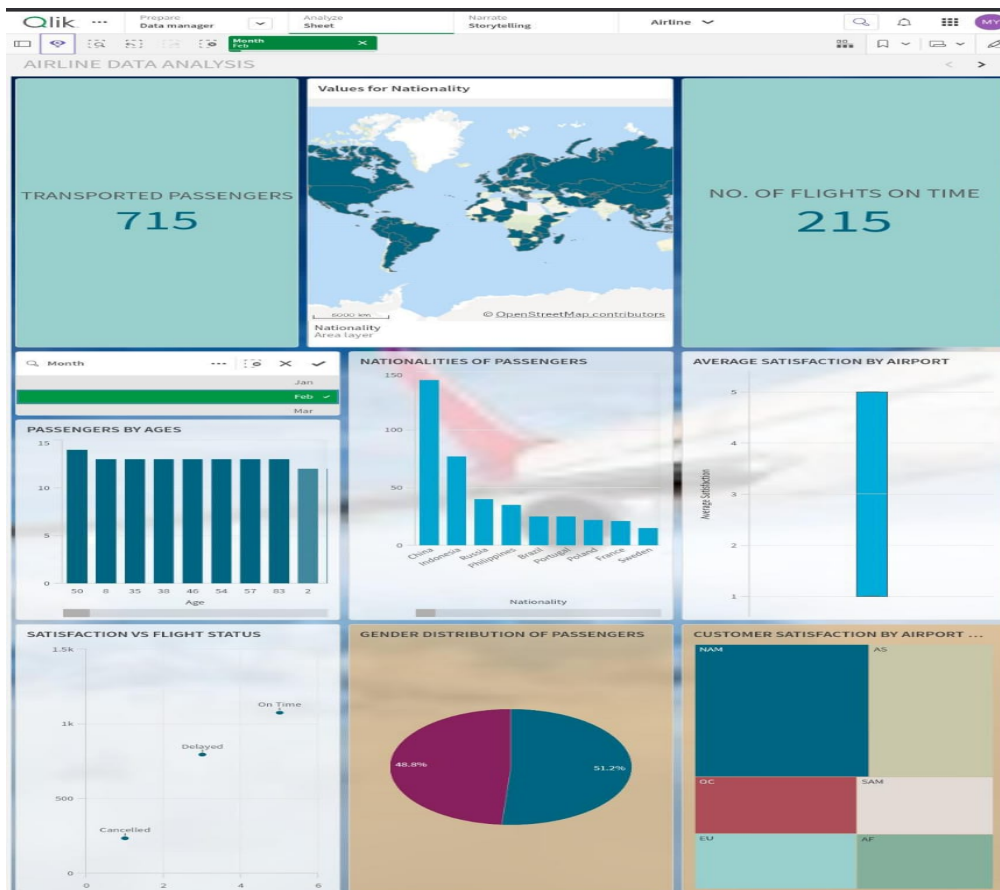 Qlik
Prepare
Data manager
Analyze
Sheet
Narrate
Storytelling
Airline
MY
Month
Feb
AIRLINE DATA ANALYSIS
TRANSPORTED PASSENGERS
715
Values for Nationality
5000 km
© OpenStreetMap contributors
Nationality
Area layer
NO. OF FLIGHTS ON TIME
215
Month
Jan
Feb
Mar
PASSENGERS BY AGES
15
10
5
0
50 8 35 38 46 54 57 83 2
Age
NATIONALITIES OF PASSENGERS
150
100
50
0
China Indonesia Russia Philippines Brazil Portugal Poland France Sweden
Nationality
AVERAGE SATISFACTION BY AIRPORT
Average Satisfaction
5
4
3
2
1
SATISFACTION VS FLIGHT STATUS
1.5k
1k
500
0
On Time
Delayed
Cancelled
0 2 4 6
GENDER DISTRIBUTION OF PASSENGERS
48.8%
51.2%
CUSTOMER SATISFACTION BY AIRPORT ...
NAM
AS
OC
SAM
EU
AF